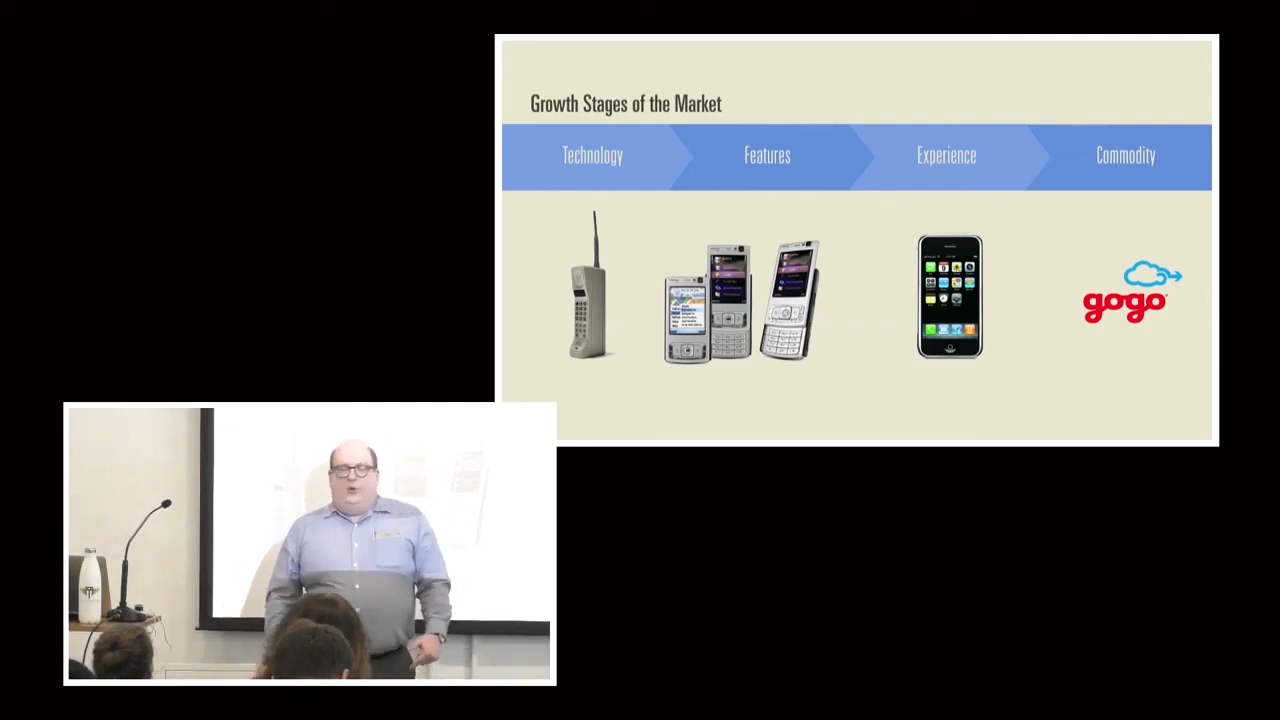 Growth Stages of the Market
Technology
Features
Experience
Commodity
gogo